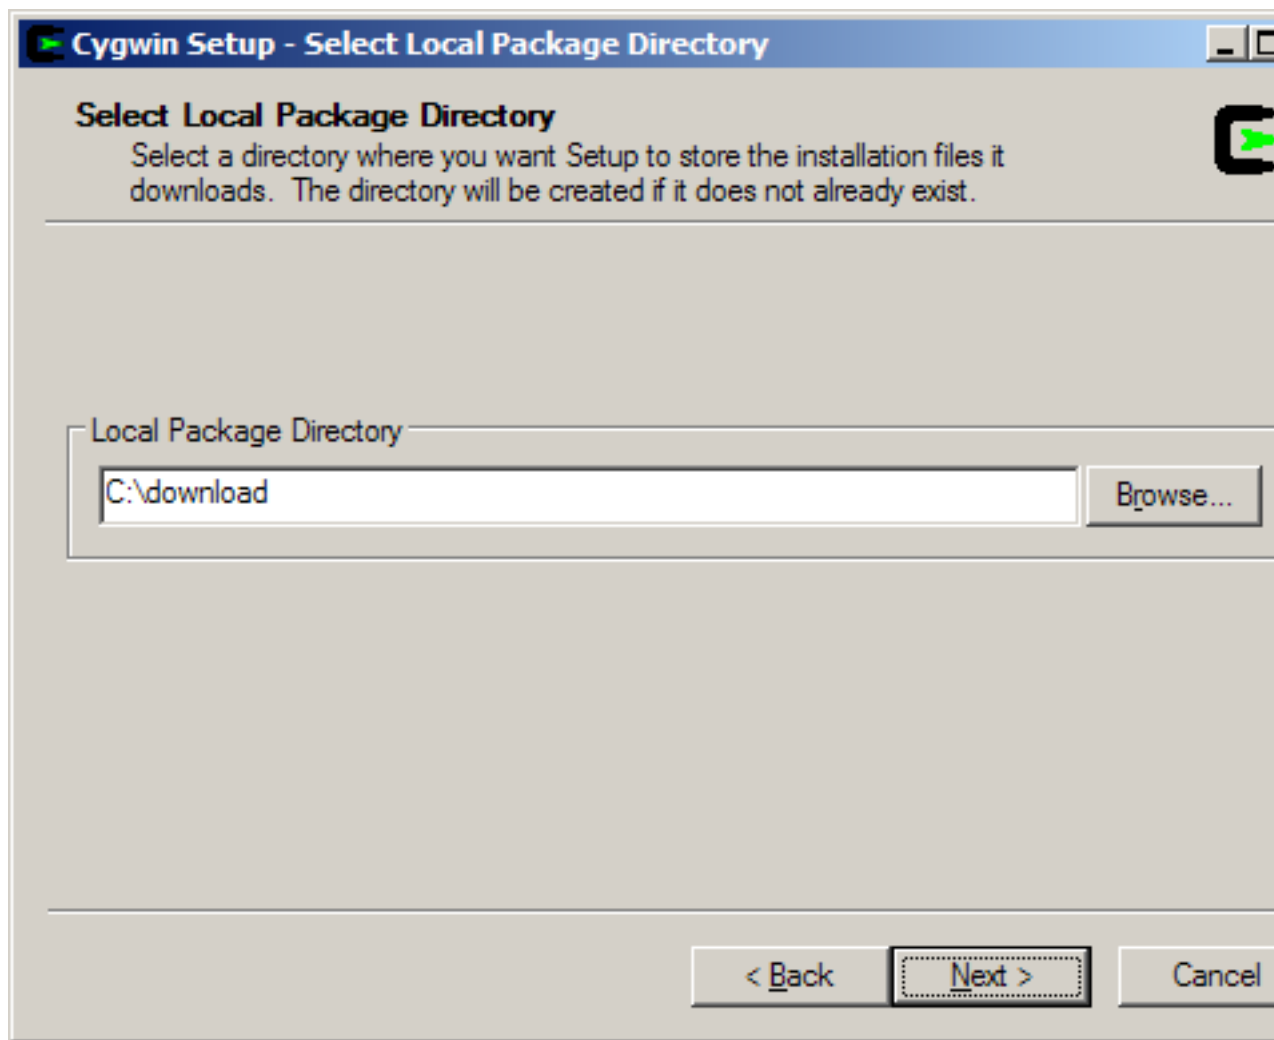 Cygwin Setup - Select Local Package Directory
Select Local Package Directory
Select a directory where you want Setup to store the installation files it
downloads.  The directory will be created if it does not already exist.
Local Package Directory
C:\download
Browse...
< Back
Next >
Cancel